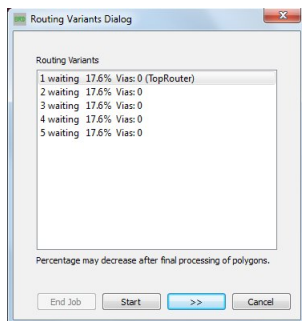 Routing Variants Dialog
Routing Variants
1 waiting 17.6% Vias: 0 (TopRouter)
2 waiting 17.6% Vias: 0
3 waiting 17.6% Vias: 0
4 waiting 17.6% Vias: 0
5 waiting 17.6% Vias: 0
Percentage may decrease after final processing of polygons.
End Job Start >> Cancel